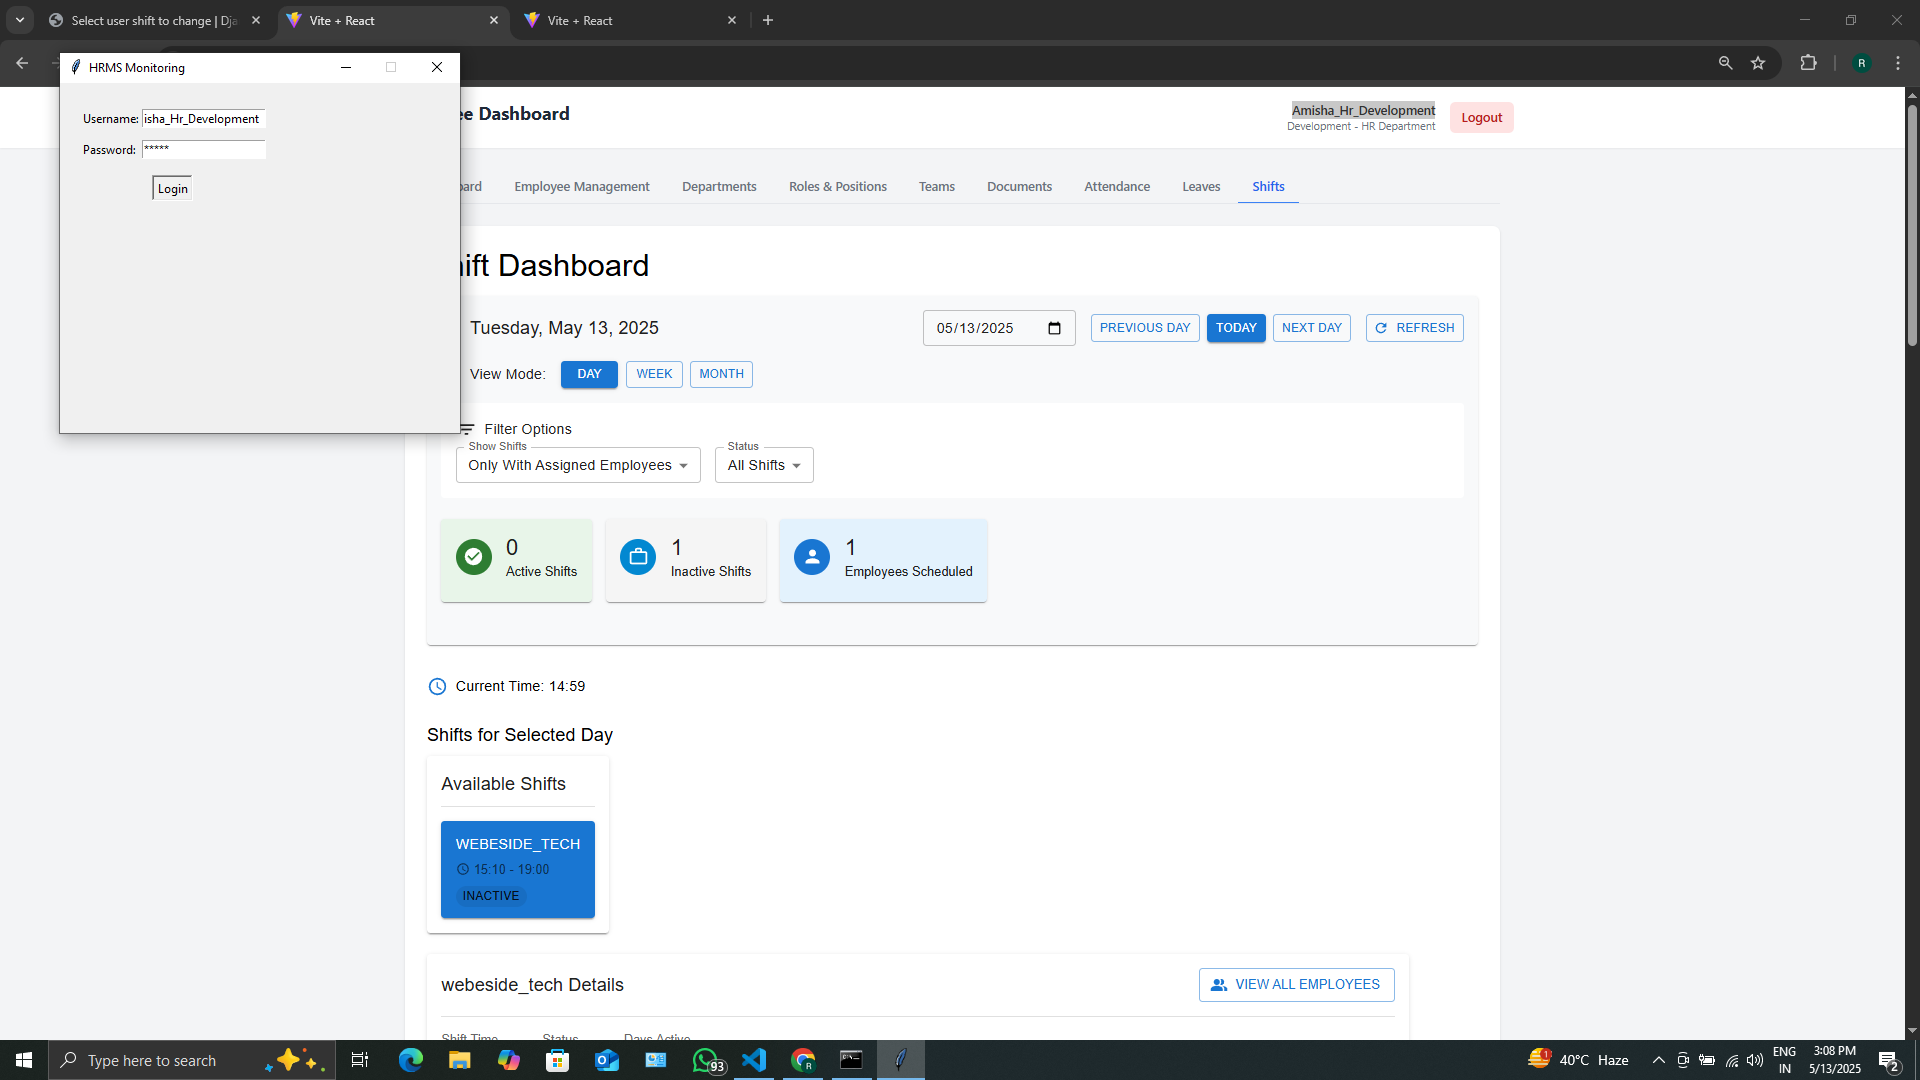 Select user shift to change | Dja
Vite + React
Vite + React
R
HRMS Monitoring
Username: isha_Hr_Development
Password: *****
Login
ee Dashboard
Amisha_Hr_Development
Development - HR Department
Logout
ard
Employee Management
Departments
Roles & Positions
Teams
Documents
Attendance
Leaves
Shifts
ift Dashboard
Tuesday, May 13, 2025
05/13/2025
PREVIOUS DAY
TODAY
NEXT DAY
REFRESH
View Mode:
DAY
WEEK
MONTH
Filter Options
Show Shifts
Only With Assigned Employees
Status
All Shifts
0
Active Shifts
1
Inactive Shifts
1
Employees Scheduled
Current Time: 14:59
Shifts for Selected Day
Available Shifts
WEBESIDE_TECH
15:10 - 19:00
INACTIVE
webeside_tech Details
VIEW ALL EMPLOYEES
Shift Time
Status
Days Active
Type here to search
93
R
1
40°C Haze
ENG
IN
3:08 PM
5/13/2025
2